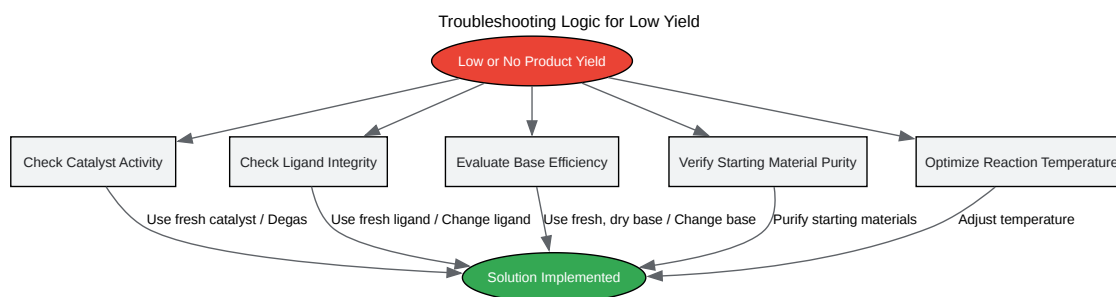 Troubleshooting Logic for Low Yield
Low or No Product Yield
Check Catalyst Activity
Check Ligand Integrity
Evaluate Base Efficiency
Verify Starting Material Purity
Optimize Reaction Temperature
Use fresh catalyst / Degas
Use fresh ligand / Change ligand
Use fresh, dry base / Change base
Purify starting materials
Adjust temperature
Solution Implemented